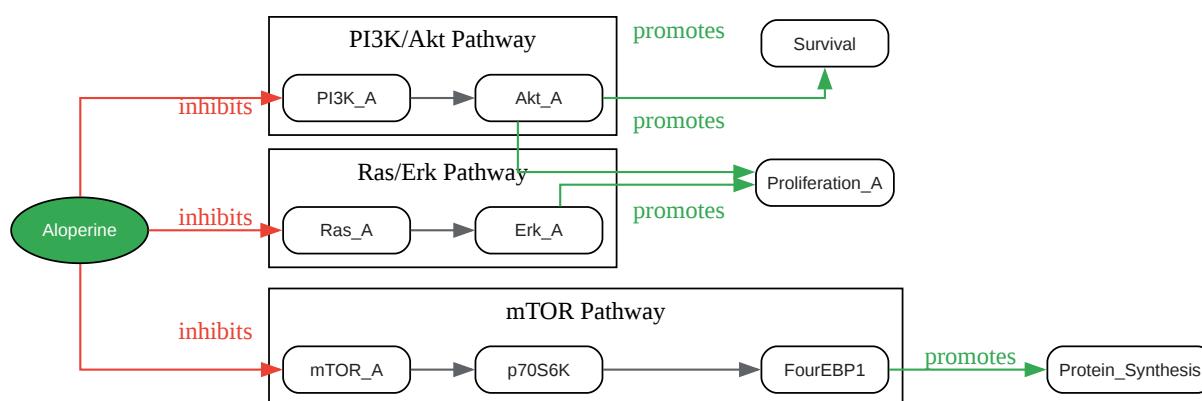 PI3K/Akt Pathway
promotes
Survival
inhibits
PI3K_A
Akt_A
promotes
Ras/Erk Pathway
Proliferation_A
Aloperine
inhibits
Ras_A
Erk_A
promotes
mTOR Pathway
inhibits
mTOR_A
p70S6K
FourEBP1
promotes
Protein_Synthesis